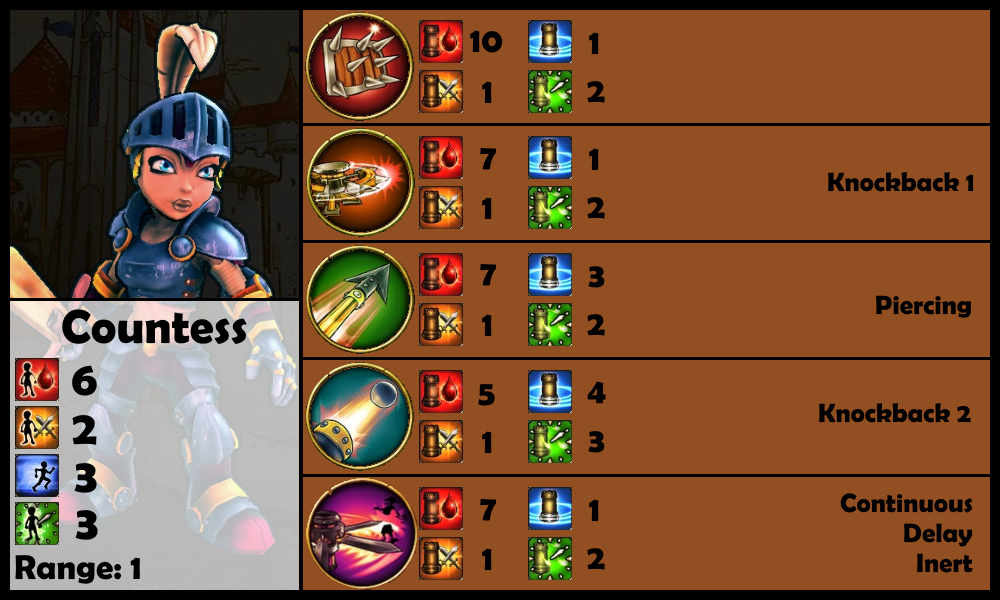 Countess
6
2
3
3
Range: 1
10 1
1 2
7 1
1 2
Knockback 1
7 3
1 2
Piercing
5 4
1 3
Knockback 2
7 1
1 2
Continuous
Delay
Inert